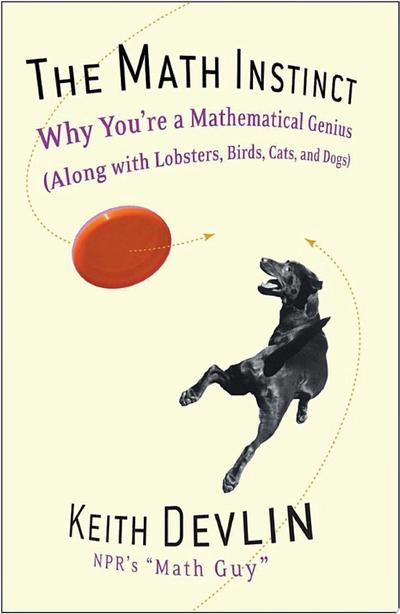 THE MATH INSTINCT
Why You're a Mathematical Genius
(Along with Lobsters, Birds, Cats, and Dogs)
KEITH DEVLIN
NPR's "Math Guy"